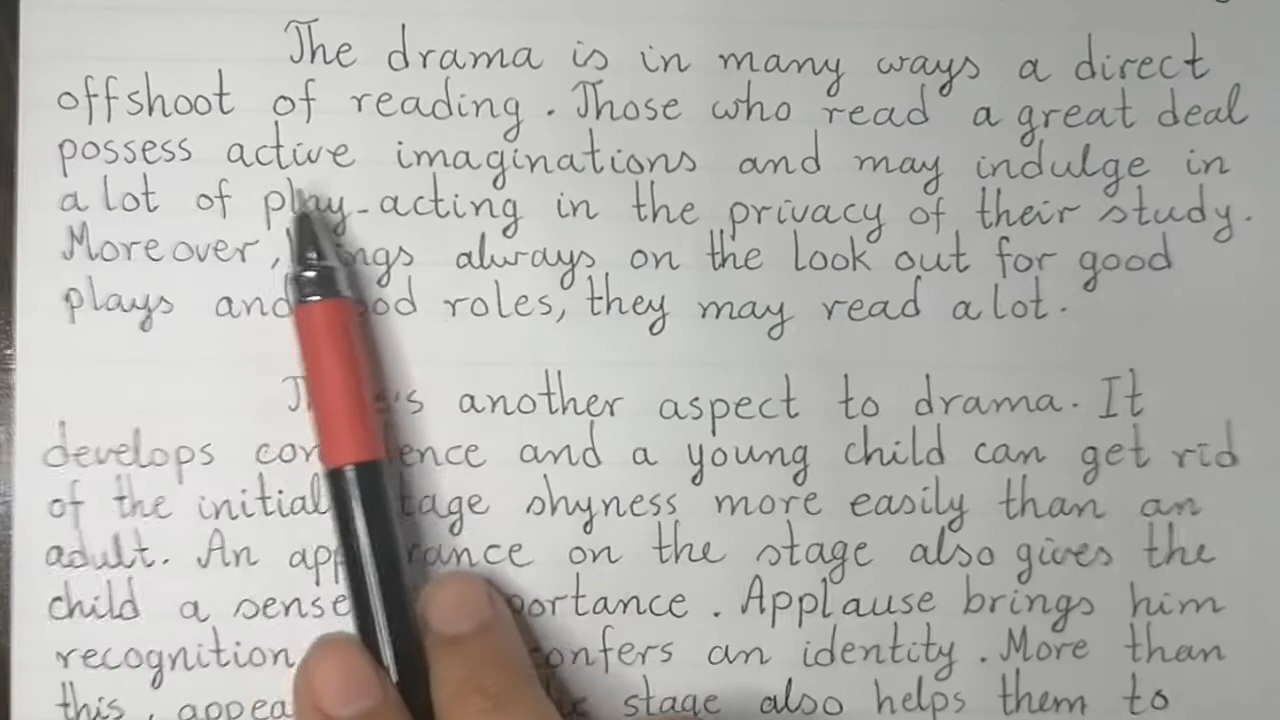 The drama is in many ways a direct
offshoot of reading. Those who read a great deal
possess active imaginations and may indulge in
a lot of play-acting in the privacy of their study.
Moreover, always on the look out for good
plays and roles, they may read a lot.
another aspect to drama. It
develops and a young child can get rid
of the initial shyness more easily than an
adult. An on the stage also gives the
child a sense . Applause brings him
recognition an identity. More than
this, stage also helps them to